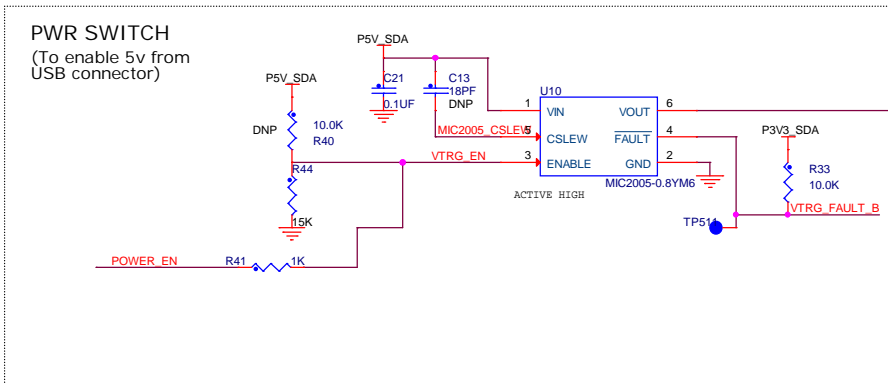 PWR SWITCH
(To enable 5v from
USB connector)
P5V_SDA
P5V_SDA
C21
0.1UF
C13
18PF
DNP
U10
1
VIN
VOUT
6
MIC2005_CSLEW
5
CSLEW
FAULT
4
VTRG_EN
3
ENABLE
GND
2
MIC2005-0.8YM6
ACTIVE HIGH
DNP
10.0K
R40
R44
15K
P3V3_SDA
R33
10.0K
VTRG_FAULT_B
TP511
POWER_EN
R41
1K